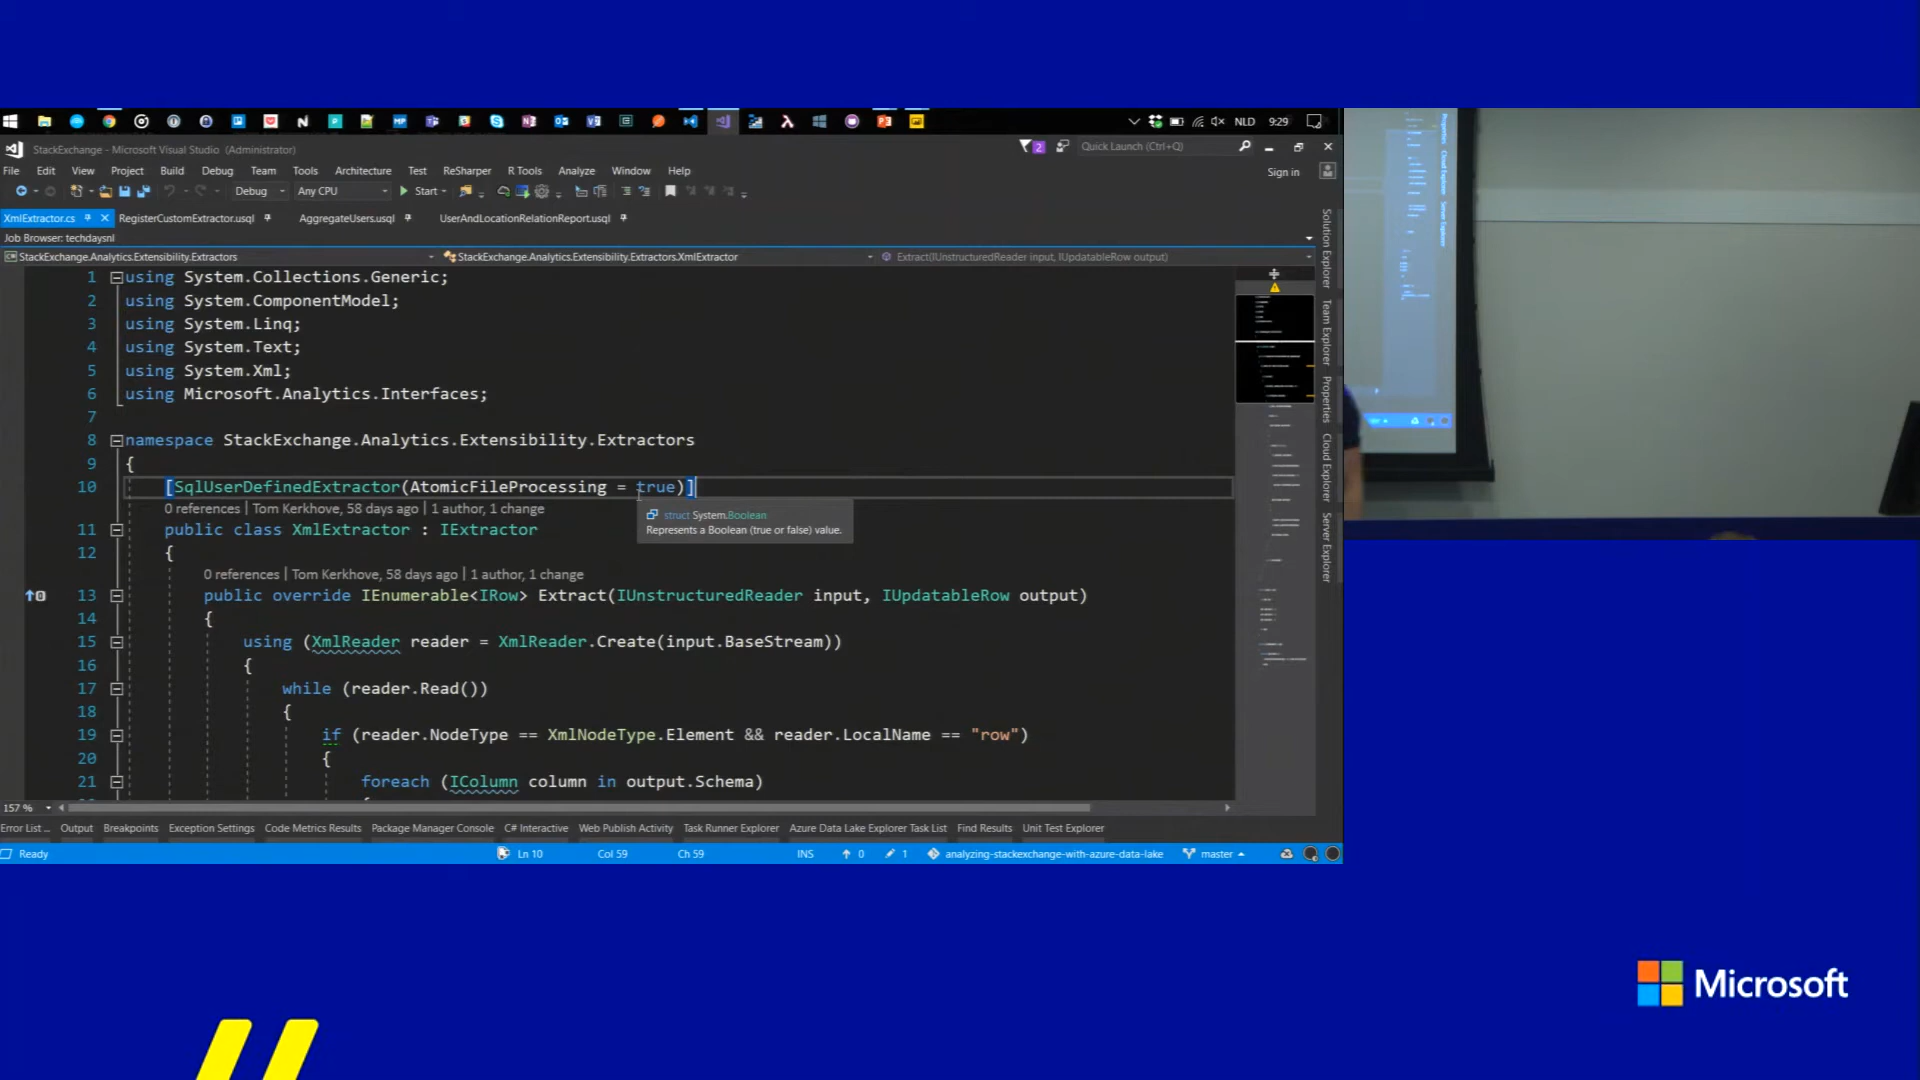 NLD 9:29
StackExchange - Microsoft Visual Studio (Administrator)
2 Quick Launch (Ctrl+Q)
File Edit View Project Build Debug Team Tools Architecture Test ReSharper R Tools Analyze Window Help
Sign in
Debug Any CPU Start
XmlExtractor.cs RegisterCustomExtractor.usql AggregateUsers.usql UserAndLocationRelationReport.usql
Job Browser: techdaysnl
StackExchange.Analytics.Extensibility.Extractors StackExchange.Analytics.Extensibility.Extractors.XmlExtractor Extract(IUnstructuredReader input, IUpdatableRow output)
1 using System.Collections.Generic;
2 using System.ComponentModel;
3 using System.Linq;
4 using System.Text;
5 using System.Xml;
6 using Microsoft.Analytics.Interfaces;
7
8 namespace StackExchange.Analytics.Extensibility.Extractors
9 {
10 [SqlUserDefinedExtractor(AtomicFileProcessing = true)]
0 references | Tom Kerkhove, 58 days ago | 1 author, 1 change
struct System.Boolean
Represents a Boolean (true or false) value.
11 public class XmlExtractor : IExtractor
12 {
0 references | Tom Kerkhove, 58 days ago | 1 author, 1 change
13 public override IEnumerable<IRow> Extract(IUnstructuredReader input, IUpdatableRow output)
14 {
15 using (XmlReader reader = XmlReader.Create(input.BaseStream))
16 {
17 while (reader.Read())
18 {
19 if (reader.NodeType == XmlNodeType.Element && reader.LocalName == "row")
20 {
21 foreach (IColumn column in output.Schema)
157 %
Error List ... Output Breakpoints Exception Settings Code Metrics Results Package Manager Console C# Interactive Web Publish Activity Task Runner Explorer Azure Data Lake Explorer Task List Find Results Unit Test Explorer
Ready Ln 10 Col 59 Ch 59 INS 0 1 analyzing-stackexchange-with-azure-data-lake master
Solution Explorer
Team Explorer
Properties
Cloud Explorer
Server Explorer
Properties Cloud Explorer Server Explorer
Microsoft